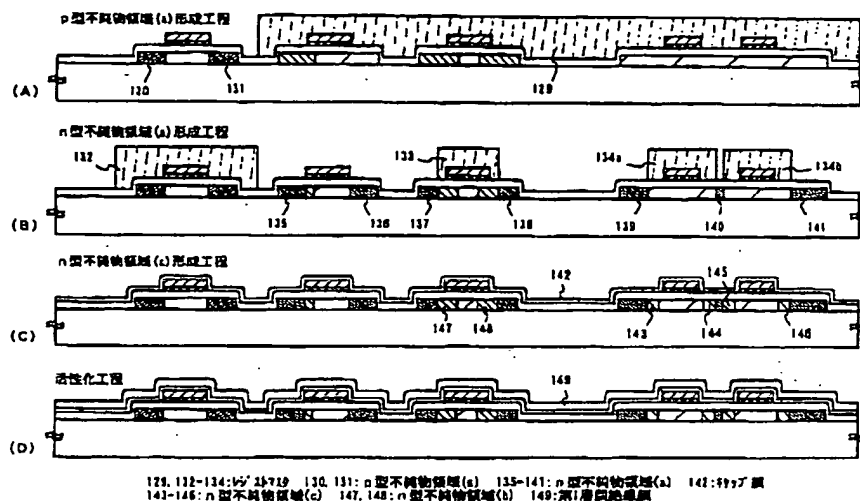 p型不純物領域(a)形成工程
129
130 131
(A)
n型不純物領域(a)形成工程
132 133 134a 134b
135 136 137 138 139 140 141
(B)
n型不純物領域(c)形成工程
142 145
147 148 143 144 146
(C)
活性化工程
149
(D)
129,132-134:レジストマスク 130,131: p型不純物領域(a) 135-141: n型不純物領域(a) 142:キャップ膜
143-146: n型不純物領域(c) 147,148: n型不純物領域(b) 149:第1層間絶縁膜